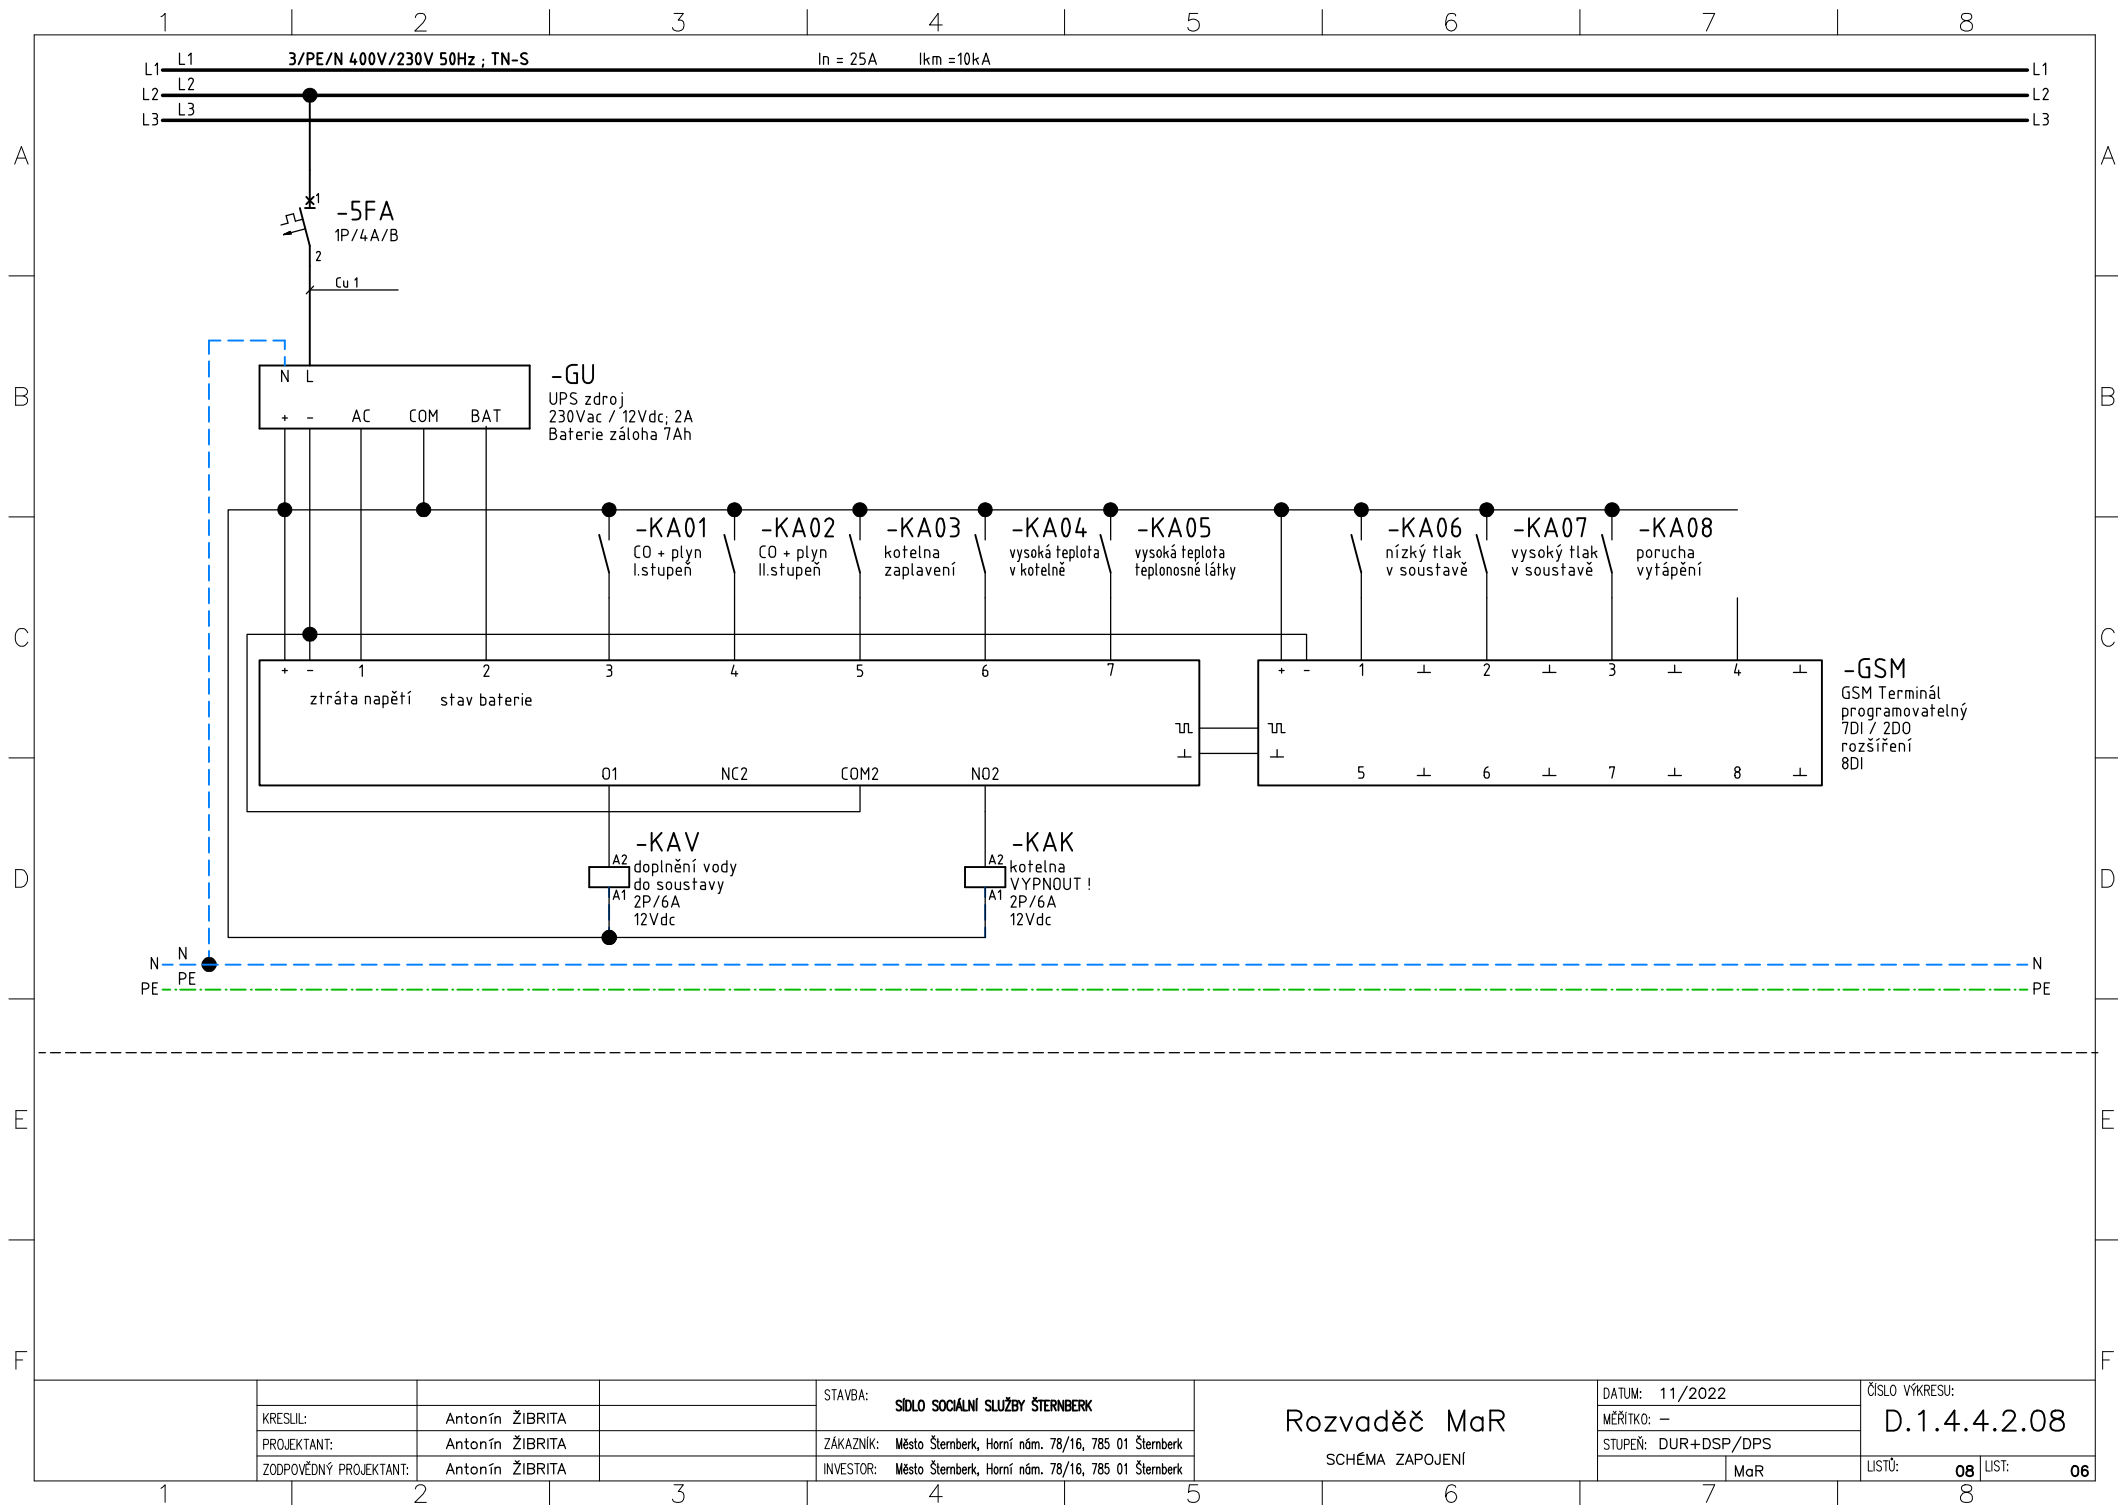 1 2 3 4 5 6 7 8
L1 L1 3/PE/N 400V/230V 50Hz ; TN-S In = 25A Ikm =10kA L1
L2 L2 L2
L3 L3 L3
A A
1
-5FA
1P/4A/B
2
Cu 1
B B
N L
+ - AC COM BAT
-GU
UPS zdroj
230Vac / 12Vdc; 2A
Baterie záloha 7Ah
-KA01
CO + plyn
I.stupeň
-KA02
CO + plyn
II.stupeň
-KA03
kotelna
zaplavení
-KA04
vysoká teplota
v kotelně
-KA05
vysoká teplota
teplonosné látky
-KA06
nízký tlak
v soustavě
-KA07
vysoký tlak
v soustavě
-KA08
porucha
vytápění
C C
+ - 1 2 3 4 5 6 7
ztráta napětí stav baterie
O1 NC2 COM2 NO2
+ - 1 ⊥ 2 ⊥ 3 ⊥ 4 ⊥
⊥ ⊥
5 ⊥ 6 ⊥ 7 ⊥ 8 ⊥
-GSM
GSM Terminál
programovatelný
7DI / 2DO
rozšíření
8DI
D D
-KAV
A2 doplnění vody
do soustavy
A1 2P/6A
12Vdc
-KAK
A2 kotelna
VYPNOUT !
A1 2P/6A
12Vdc
N N N
PE PE PE
E E
F F
KRESLIL: Antonín ŽIBRITA
PROJEKTANT: Antonín ŽIBRITA
ZODPOVĚDNÝ PROJEKTANT: Antonín ŽIBRITA
STAVBA: SÍDLO SOCIÁLNÍ SLUŽBY ŠTERNBERK
ZÁKAZNÍK: Město Šternberk, Horní nám. 78/16, 785 01 Šternberk
INVESTOR: Město Šternberk, Horní nám. 78/16, 785 01 Šternberk
Rozvaděč MaR
SCHÉMA ZAPOJENÍ
DATUM: 11/2022
MĚŘÍTKO: -
STUPEŇ: DUR+DSP/DPS
MaR
ČÍSLO VÝKRESU:
D.1.4.4.2.08
LISTŮ: 08 LIST: 06
1 2 3 4 5 6 7 8